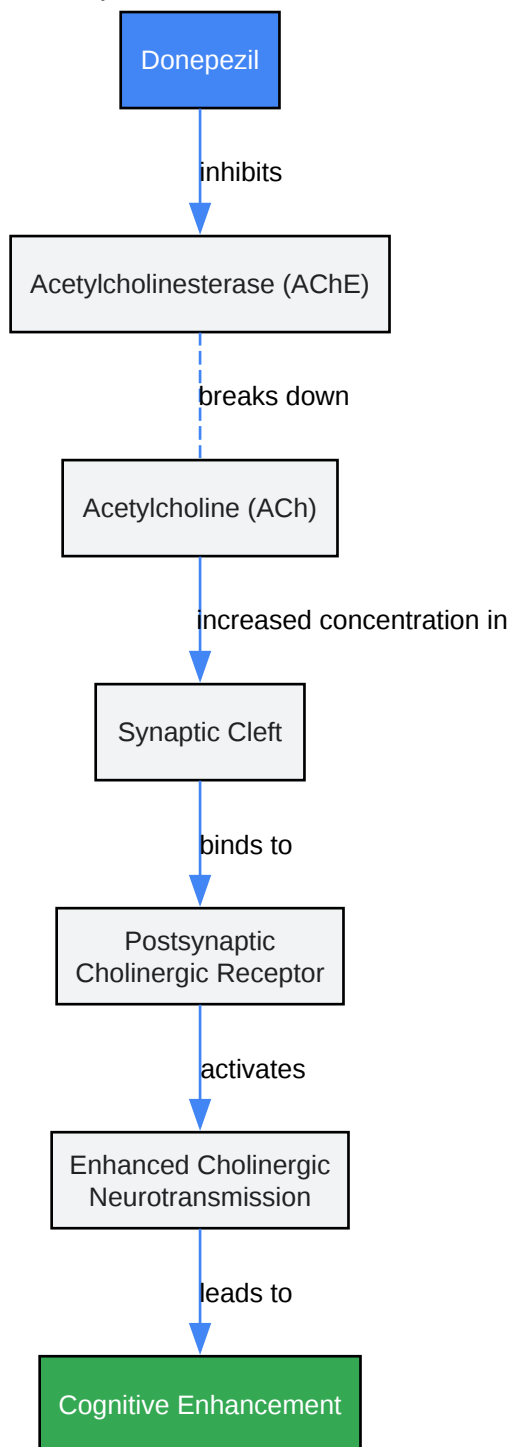 Donepezil
inhibits
Acetylcholinesterase (AChE)
breaks down
Acetylcholine (ACh)
increased concentration in
Synaptic Cleft
binds to
Postsynaptic
Cholinergic Receptor
activates
Enhanced Cholinergic
Neurotransmission
leads to
Cognitive Enhancement